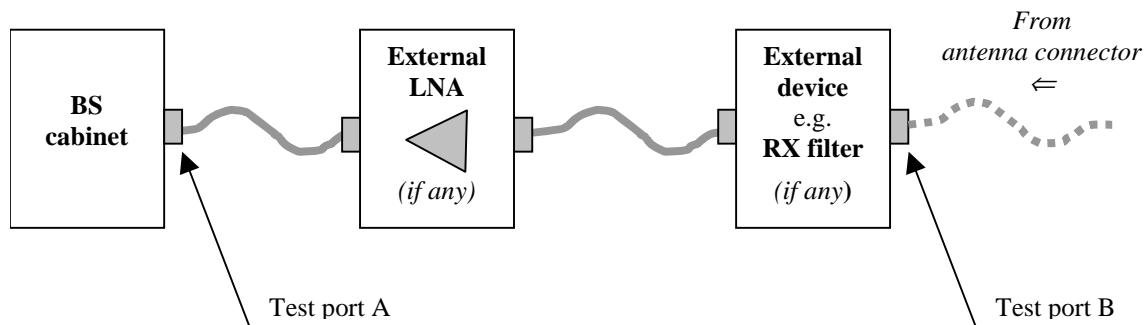 BS
cabinet
External
LNA
(if any)
External
device
e.g.
RX filter
(if any)
From
antenna connector
⇐
Test port A
Test port B